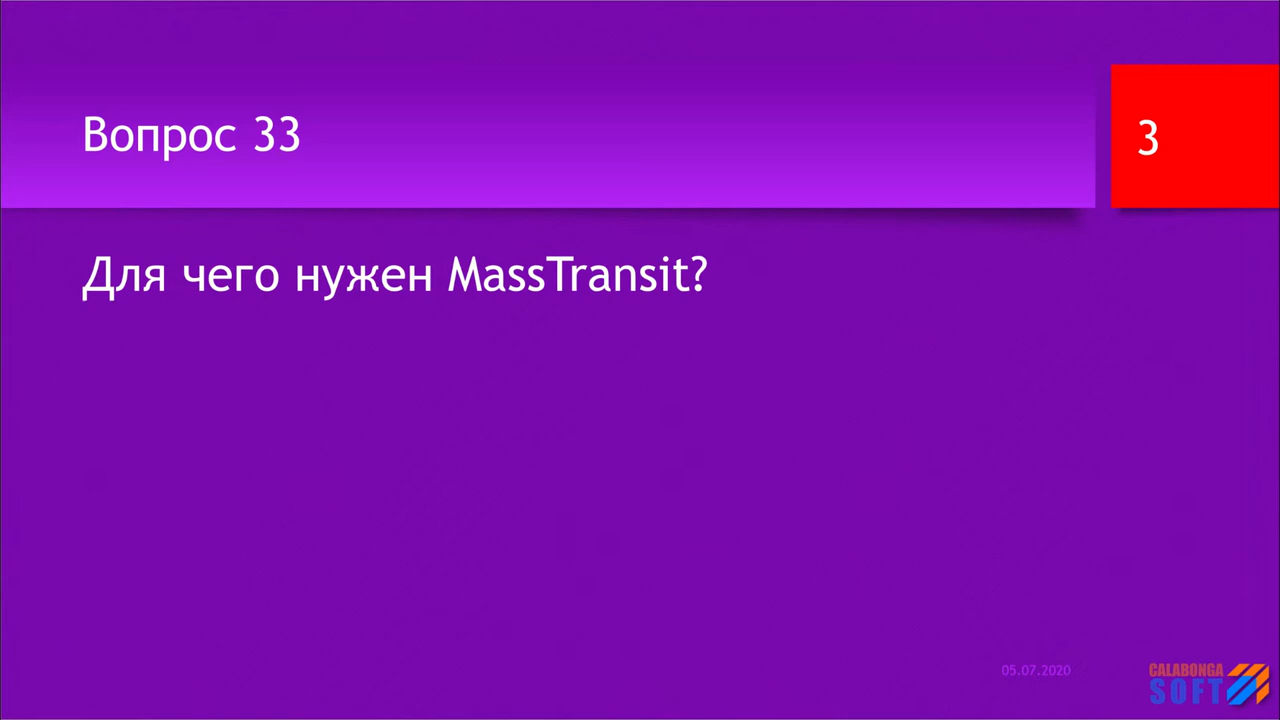 Вопрос 33
3
Для чего нужен MassTransit?
05.07.2020
CALABONGA
SOFT